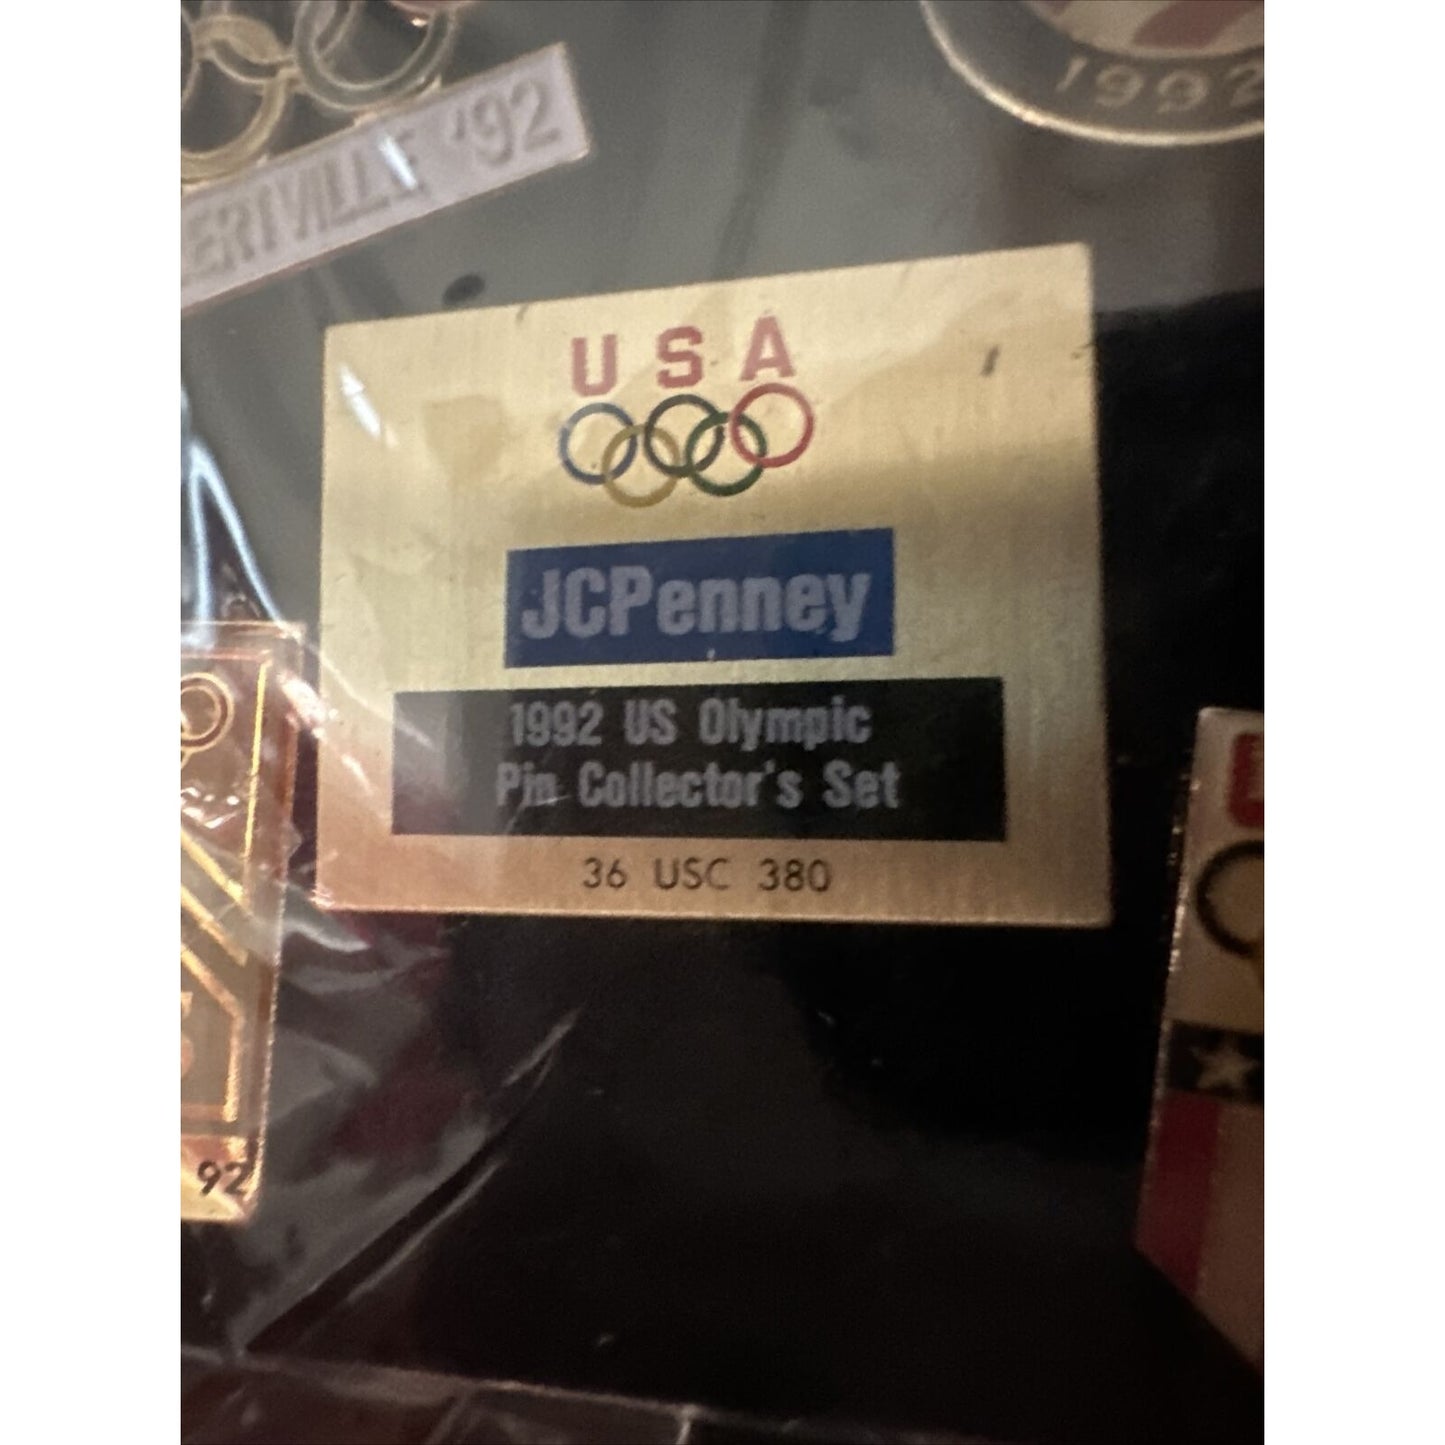 '92
1992
USA
JCPenney
1992 US Olympic
Pin Collector's Set
36 USC 380
92